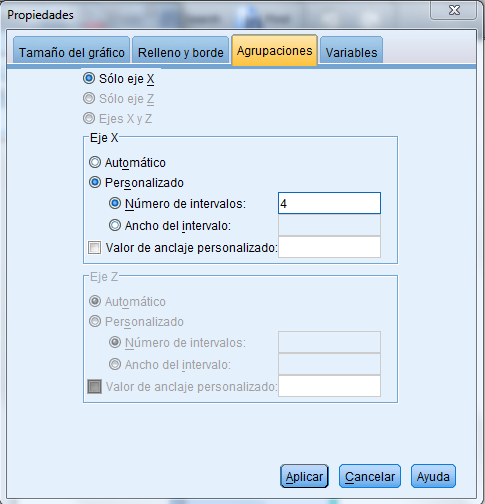 Propiedades
Tamaño del gráfico Relleno y borde Agrupaciones Variables
Sólo eje X
Sólo eje Z
Ejes X y Z
Eje X
Automático
Personalizado
Número de intervalos: 4
Ancho del intervalo:
Valor de anclaje personalizado:
Eje Z
Automático
Personalizado
Número de intervalos:
Ancho del intervalo:
Valor de anclaje personalizado:
Aplicar Cancelar Ayuda